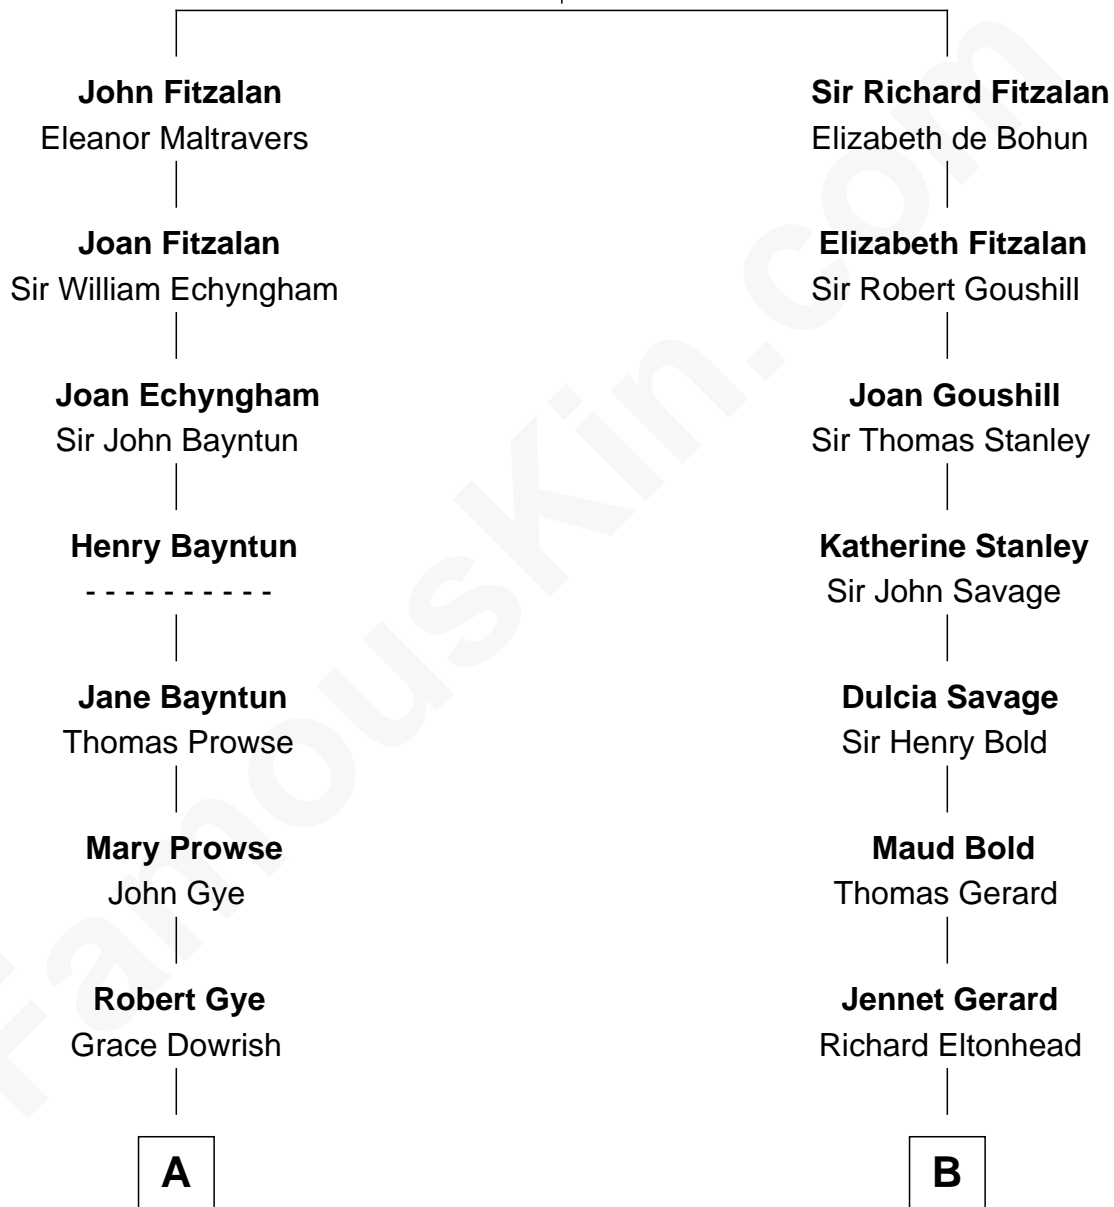 John Fitzalan
Eleanor Maltravers
Joan Fitzalan
Sir William Echyngham
Joan Echyngham
Sir John Bayntun
Henry Bayntun
- - - - - - - - - -
Jane Bayntun
Thomas Prowse
Mary Prowse
John Gye
Robert Gye
Grace Dowrish
A
Sir Richard Fitzalan
Elizabeth de Bohun
Elizabeth Fitzalan
Sir Robert Goushill
Joan Goushill
Sir Thomas Stanley
Katherine Stanley
Sir John Savage
Dulcia Savage
Sir Henry Bold
Maud Bold
Thomas Gerard
Jennet Gerard
Richard Eltonhead
B
FamousKin.com